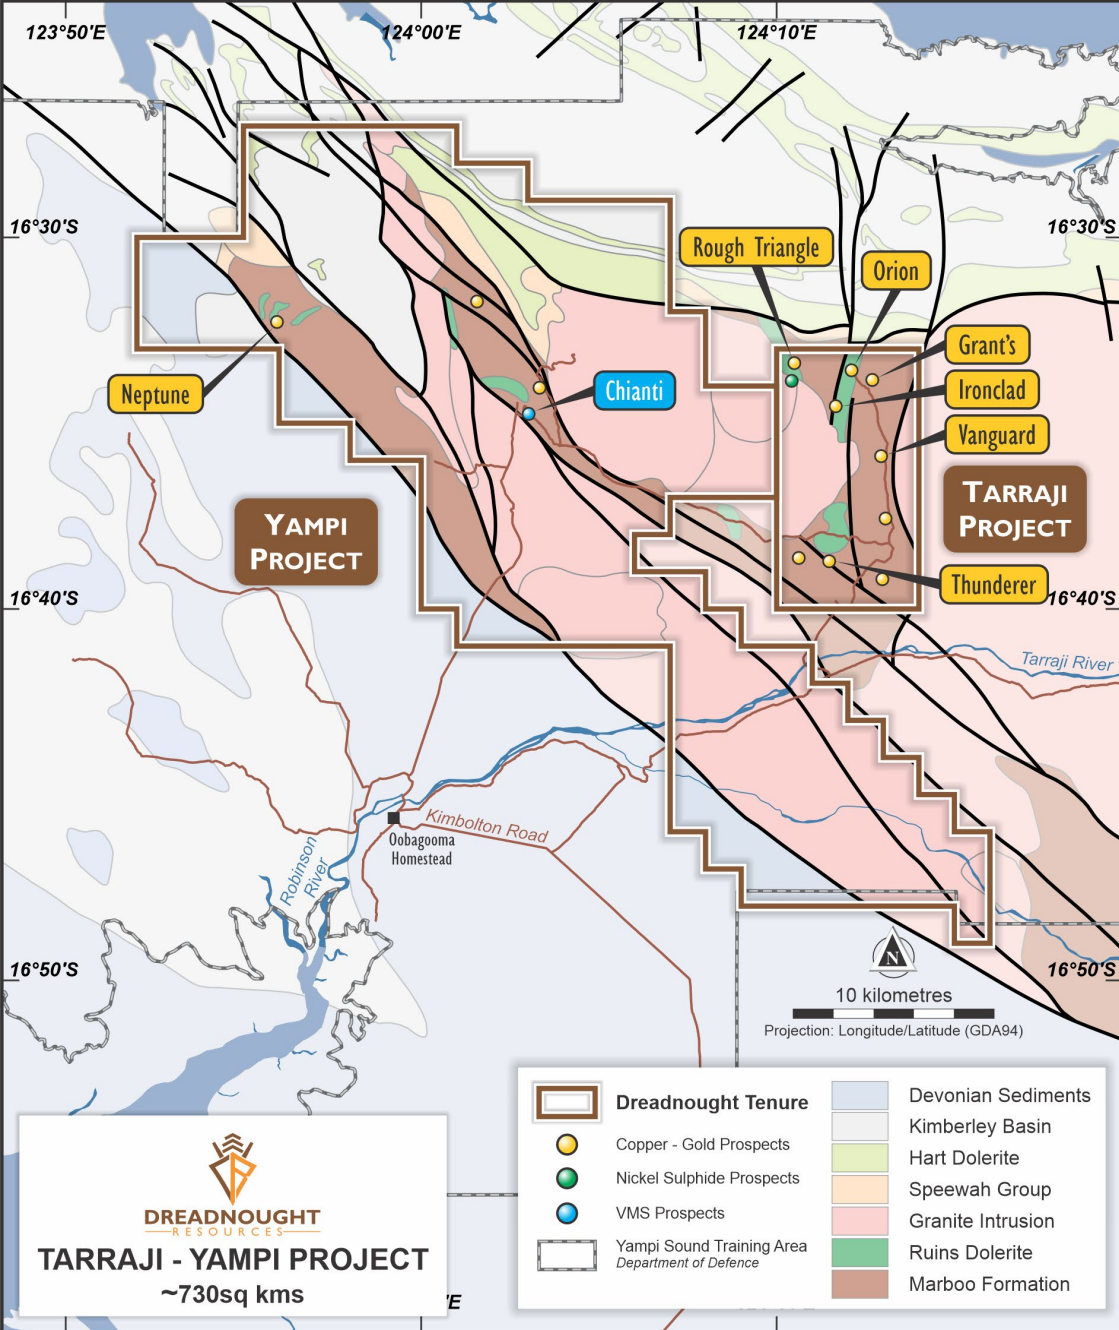 123°50'E
124°00'E
124°10'E
16°30'S
16°30'S
Rough Triangle
Orion
Grant's
Ironclad
Vanguard
Neptune
Chianti
TARRAJI
PROJECT
YAMPI
PROJECT
Thunderer
16°40'S
16°40'S
Tarraji River
Kimbolton Road
Oobagooma
Homestead
Robinson
River
16°50'S
16°50'S
N
10 kilometres
Projection: Longitude/Latitude (GDA94)
Dreadnought Tenure
Copper - Gold Prospects
Nickel Sulphide Prospects
VMS Prospects
Yampi Sound Training Area
Department of Defence
Devonian Sediments
Kimberley Basin
Hart Dolerite
Speewah Group
Granite Intrusion
Ruins Dolerite
Marboo Formation
DREADNOUGHT
RESOURCES
TARRAJI - YAMPI PROJECT
~730sq kms
'E